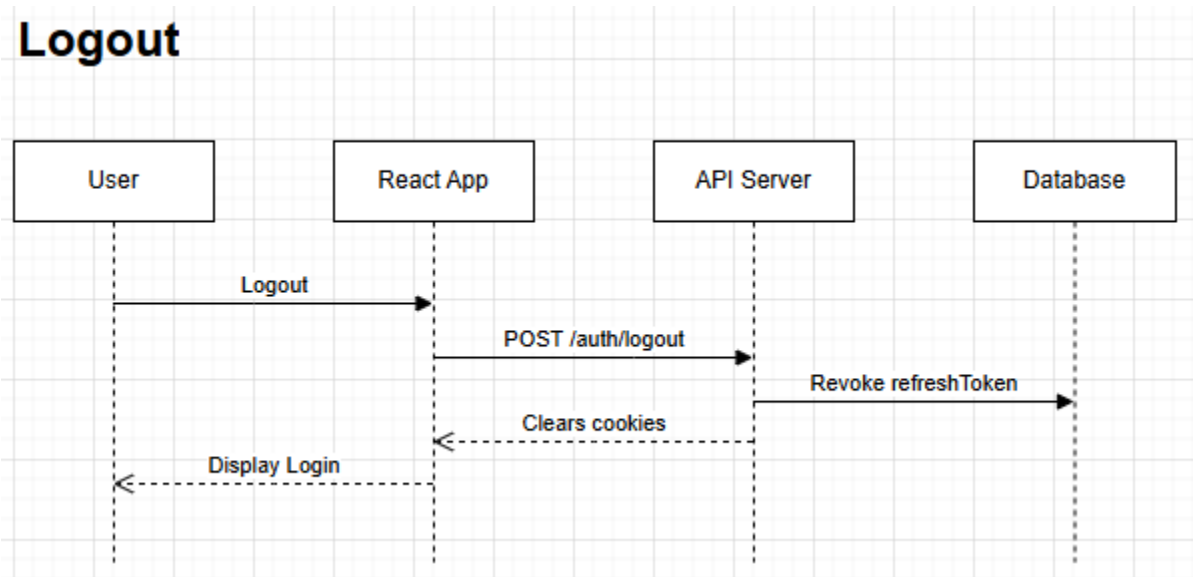 Logout
User
React App
API Server
Database
Logout
POST /auth/logout
Revoke refreshToken
Clears cookies
Display Login